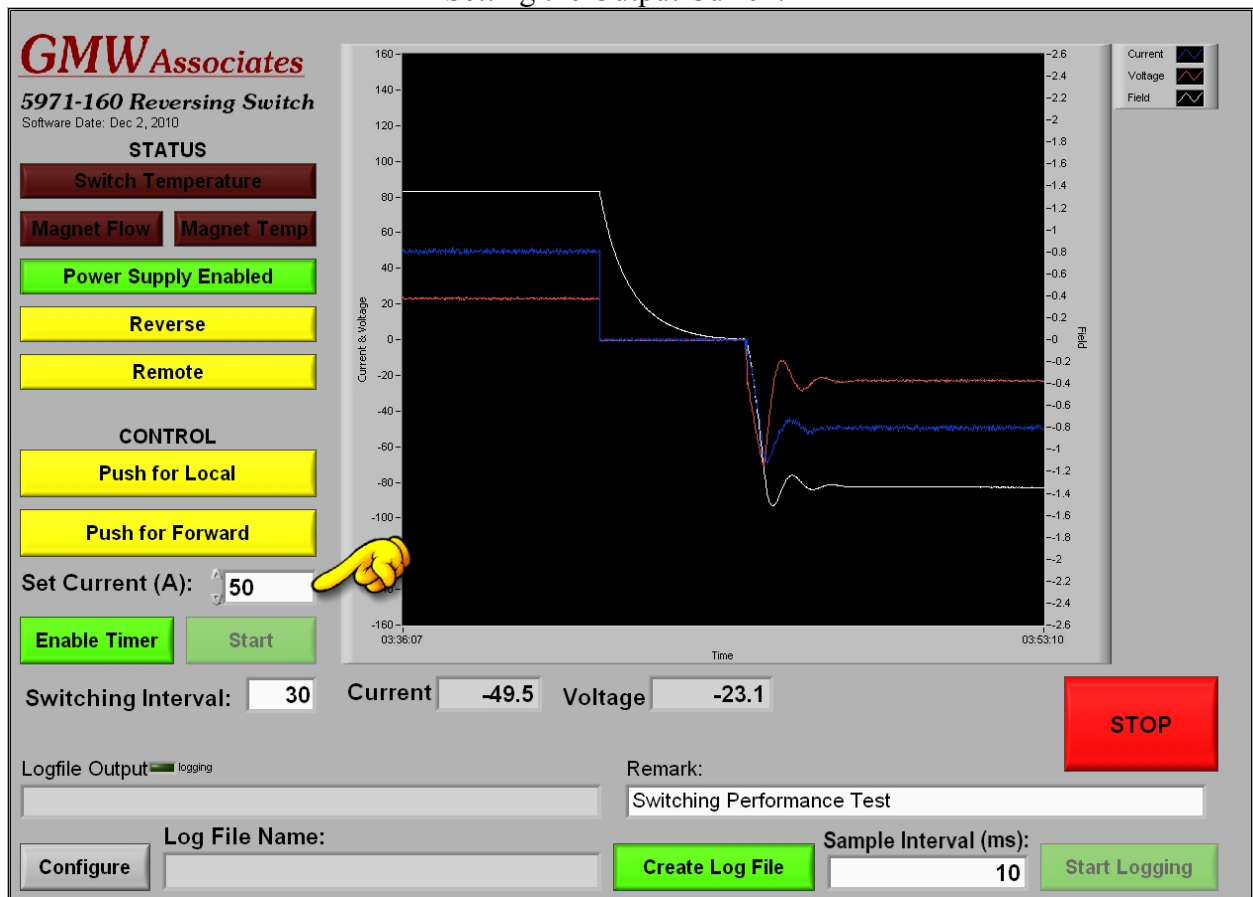 Setting the Output Current
GMW Associates
5971-160 Reversing Switch
Software Date: Dec 2, 2010
STATUS
Switch Temperature
Magnet Flow
Magnet Temp
Power Supply Enabled
Reverse
Remote
CONTROL
Push for Local
Push for Forward
Set Current (A): 50
Enable Timer
Start
Switching Interval: 30
160
140
120
100
80
60
40
20
0
-20
-40
-60
-80
-100
-160
Current & Voltage
-2.6
-2.4
-2.2
-2
-1.8
-1.6
-1.4
-1.2
-1
-0.8
-0.6
-0.4
-0.2
-0
-0.2
-0.4
-0.6
-0.8
-1
-1.2
-1.4
-1.6
-1.8
-2
-2.2
-2.4
-2.6
Field
03:36:07
03:53:10
Time
Current
Voltage
Field
Current -49.5
Voltage -23.1
STOP
Logfile Output
logging
Remark:
Switching Performance Test
Log File Name:
Configure
Create Log File
Sample Interval (ms):
10
Start Logging